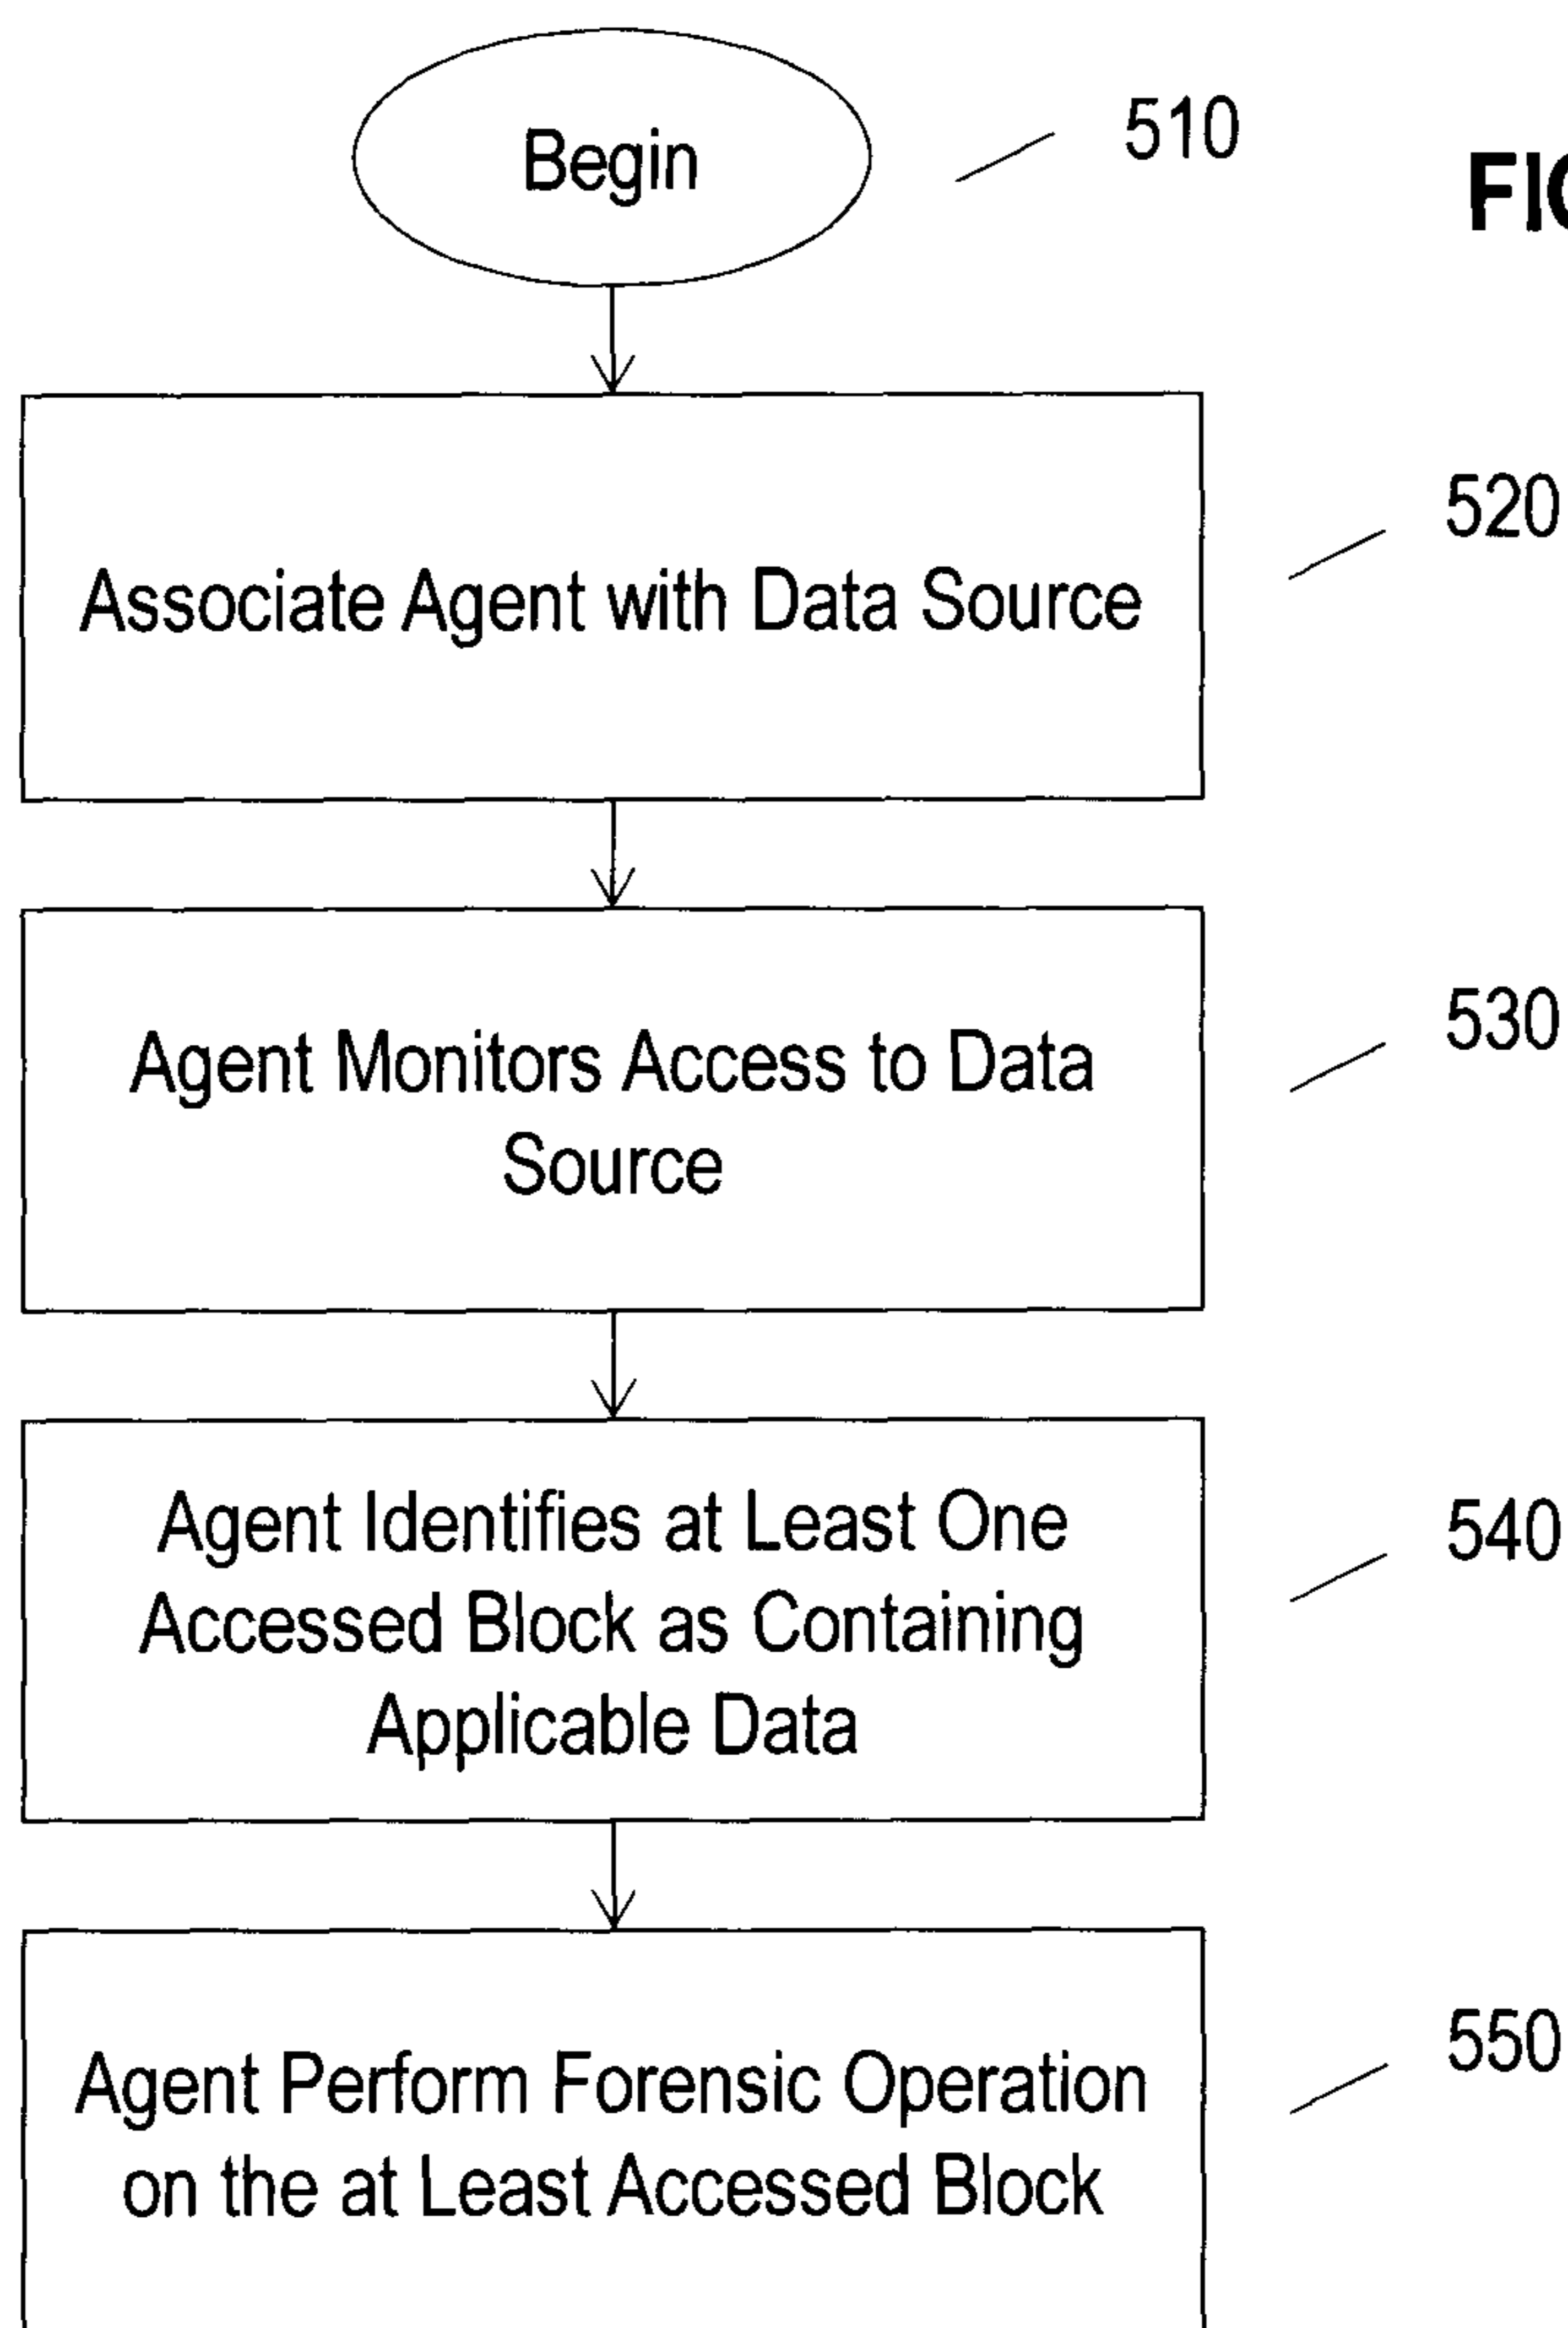 Begin
510
FIG
520
Associate Agent with Data Source
530
Agent Monitors Access to Data
Source
540
Agent Identifies at Least One
Accessed Block as Containing
Applicable Data
550
Agent Perform Forensic Operation
on the at Least Accessed Block